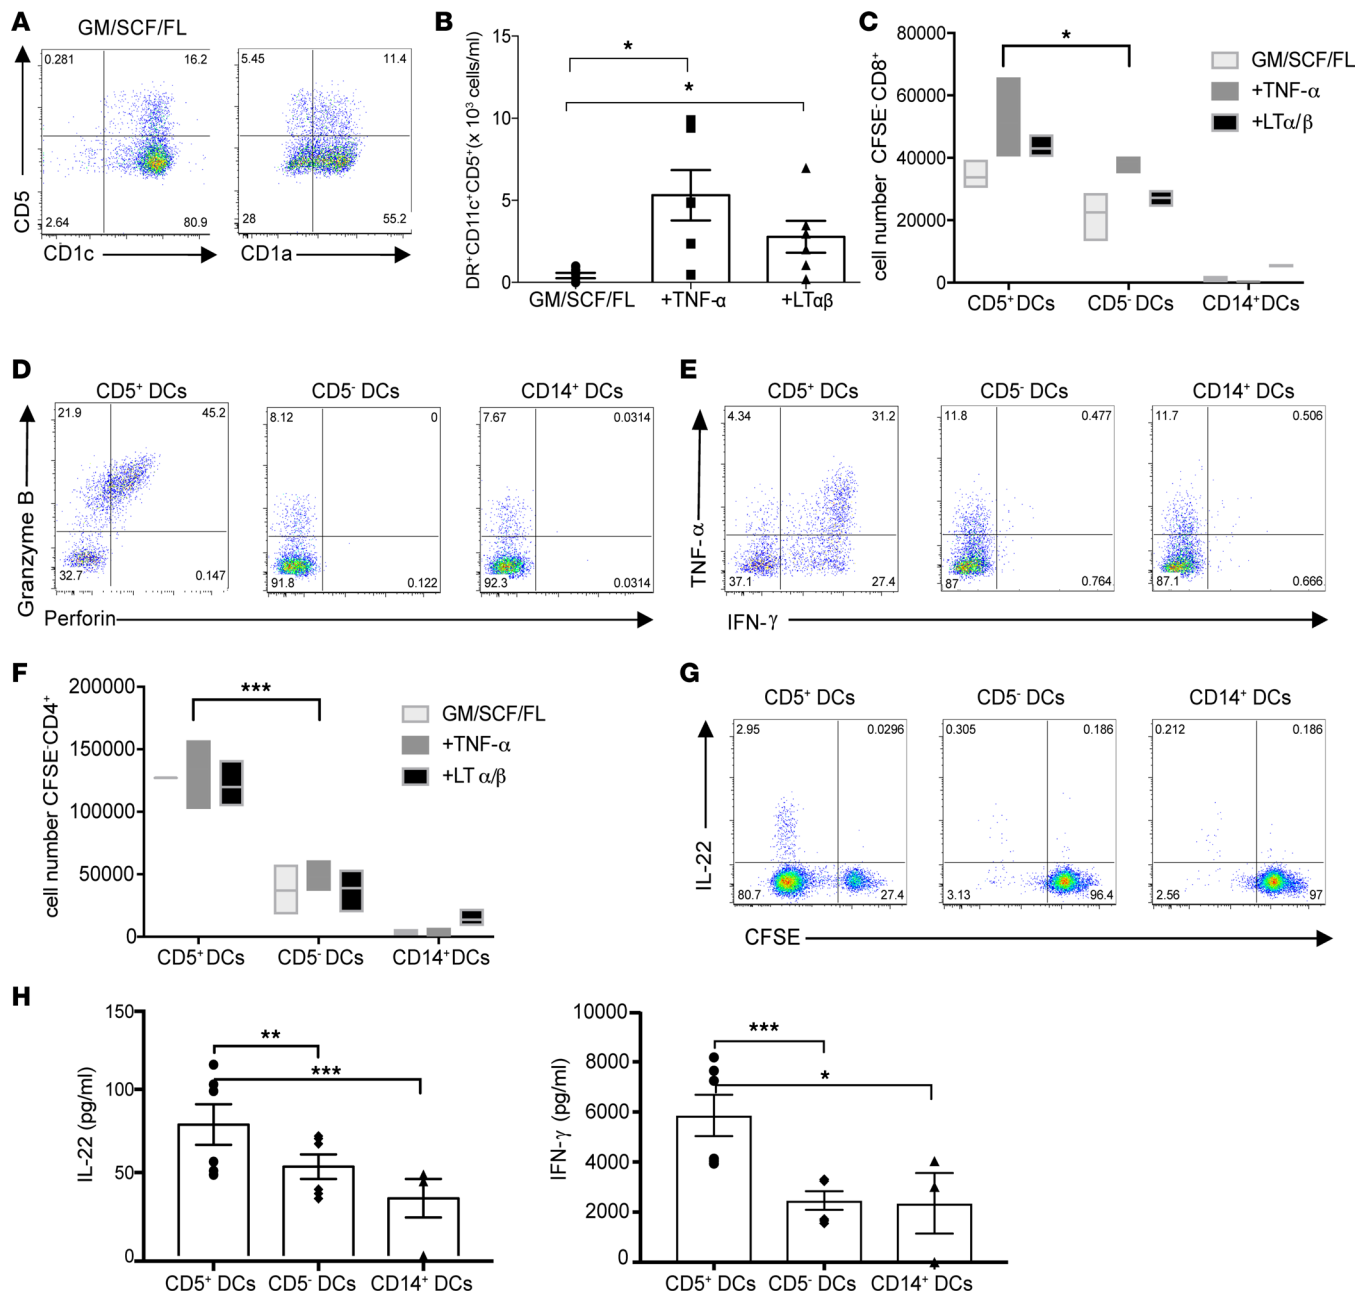 A
GM/SCF/FL
0.281
16.2
2.64
80.9
5.45
11.4
28
55.2
CD5
CD1c
CD1a
B
DR+CD11c+CD5+(x 10³ cells/ml)
15
10
5
0
*
*
GM/SCF/FL
+TNF-α
+LTαβ
C
cell number CFSE-CD8+
80000
60000
40000
20000
0
*
GM/SCF/FL
+TNF-α
+LTα/β
CD5+DCs
CD5-DCs
CD14+DCs
D
CD5+ DCs
CD5- DCs
CD14+ DCs
21.9
45.2
32.7
0.147
8.12
0
91.8
0.122
7.67
0.0314
92.3
0.0314
Granzyme B
Perforin
E
CD5+ DCs
CD5- DCs
CD14+ DCs
4.34
31.2
37.1
27.4
11.8
0.477
87
0.764
11.7
0.506
87.1
0.666
TNF-α
IFN-γ
F
cell number CFSE-CD4+
200000
150000
100000
50000
0
***
GM/SCF/FL
+TNF-α
+LT α/β
CD5+DCs
CD5-DCs
CD14+DCs
G
CD5+ DCs
CD5- DCs
CD14+ DCs
2.95
0.0296
80.7
27.4
0.305
0.186
3.13
96.4
0.212
0.186
2.56
97
IL-22
CFSE
H
IL-22 (pg/ml)
150
100
50
0
**
***
CD5+ DCs
CD5- DCs
CD14+ DCs
IFN-γ (pg/ml)
10000
8000
6000
4000
2000
0
***
*
CD5+ DCs
CD5- DCs
CD14+ DCs